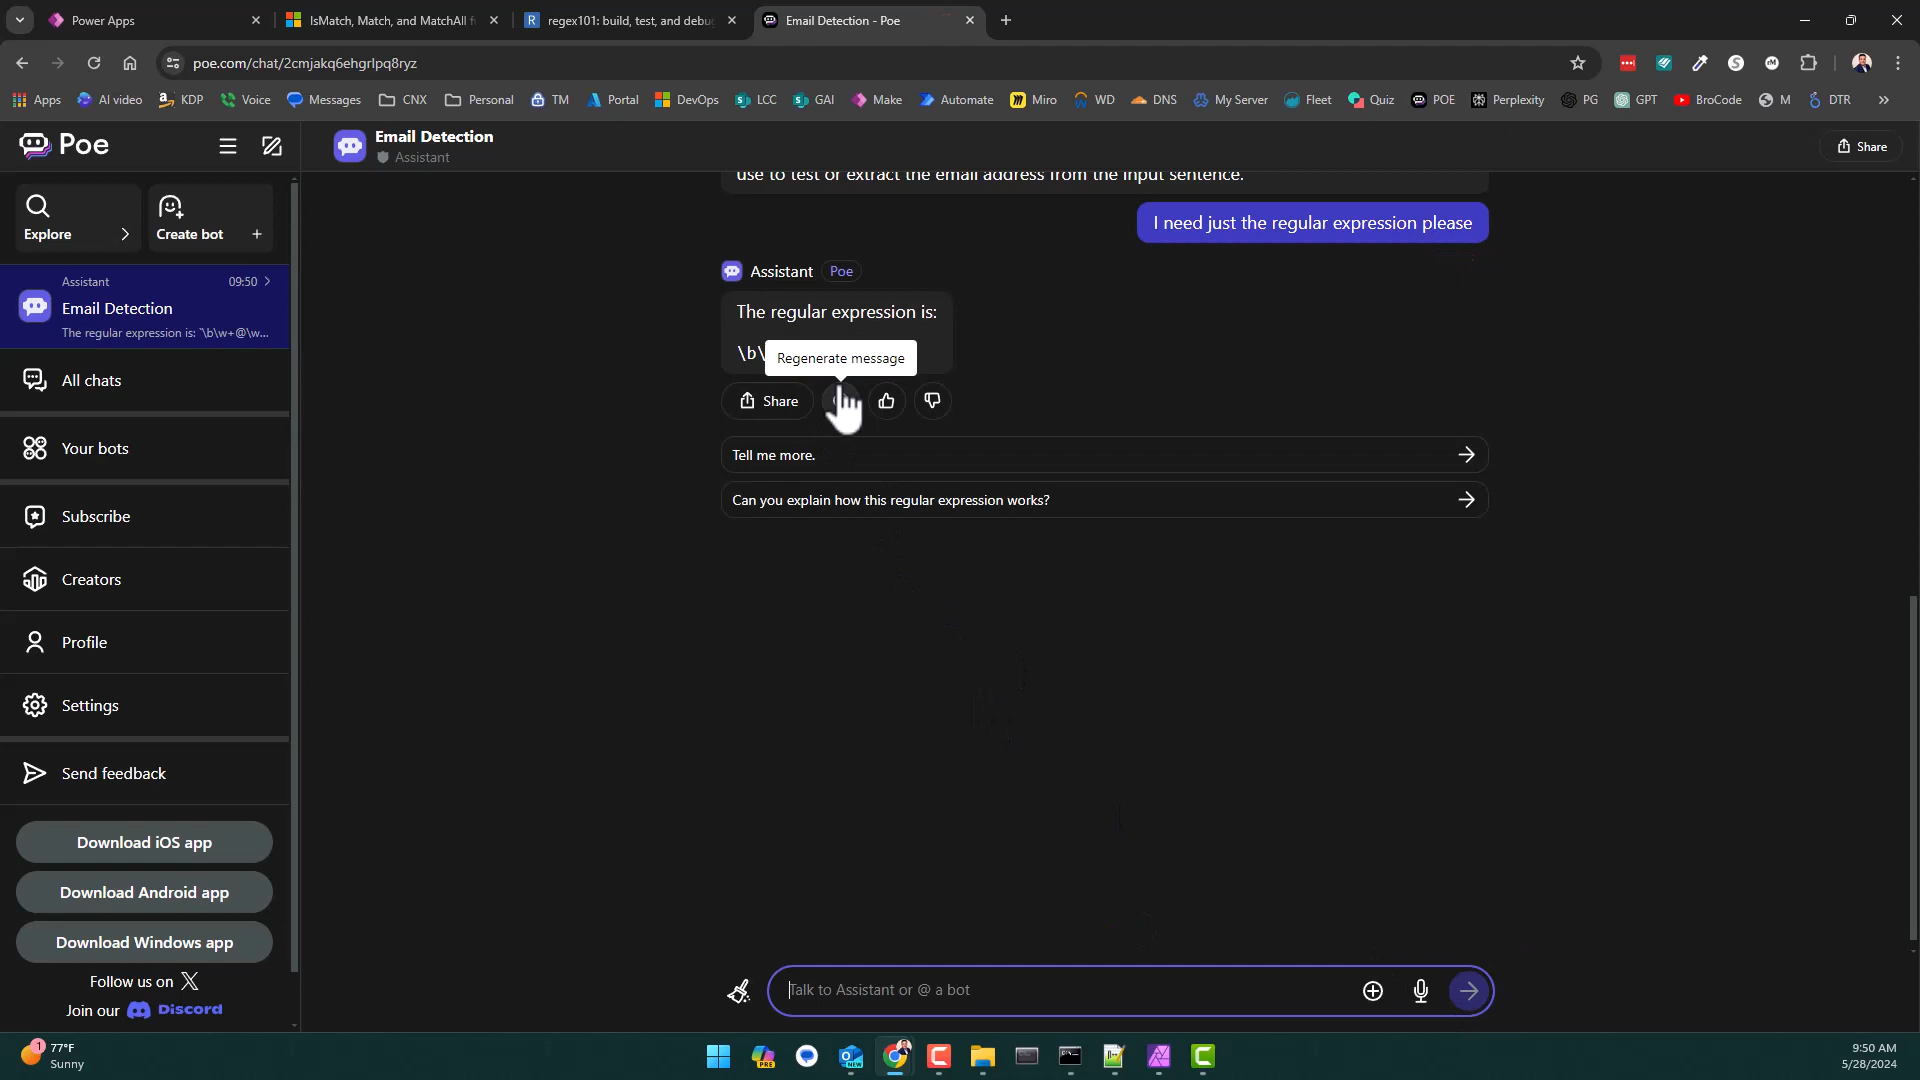 Power Apps
IsMatch, Match, and MatchAll f
regex101: build, test, and debu
Email Detection - Poe
poe.com/chat/2cmjakq6ehgrlpq8ryz
Apps
AI video
KDP
Voice
Messages
CNX
Personal
TM
Portal
DevOps
LCC
GAI
Make
Automate
Miro
WD
DNS
My Server
Fleet
Quiz
POE
Perplexity
PG
GPT
BroCode
M
DTR
Poe
Email Detection
Assistant
Share
Explore
Create bot +
Assistant 09:50
Email Detection
The regular expression is: `\b\w+@\w...
All chats
Your bots
Subscribe
Creators
Profile
Settings
Send feedback
Download iOS app
Download Android app
Download Windows app
Follow us on X
Join our Discord
use to test or extract the email address from the input sentence.
I need just the regular expression please
Assistant Poe
The regular expression is:
\b\
Regenerate message
Share
Tell me more.
Can you explain how this regular expression works?
Talk to Assistant or @ a bot
1
77°F
Sunny
PRE
NEW
9:50 AM
5/28/2024